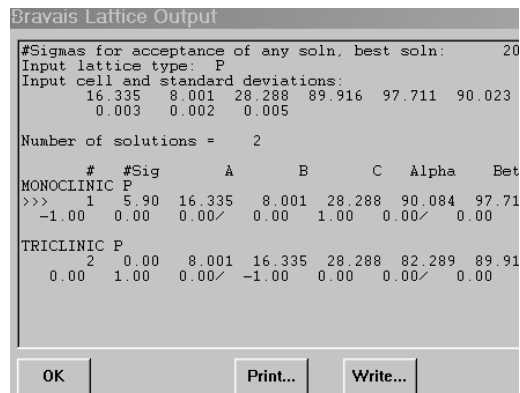 Bravais Lattice Output
#Sigmas for acceptance of any soln, best soln: 20
Input lattice type: P
Input cell and standard deviations:
16.335 8.001 28.288 89.916 97.711 90.023
0.003 0.002 0.005
Number of solutions = 2
# #Sig A B C Alpha Bet
MONOCLINIC P
>>> 1 5.90 16.335 8.001 28.288 90.084 97.71
-1.00 0.00 0.00/ 0.00 1.00 0.00/ 0.00
TRICLINIC P
2 0.00 8.001 16.335 28.288 82.289 89.91
0.00 1.00 0.00/ -1.00 0.00 0.00/ 0.00
OK Print... Write...